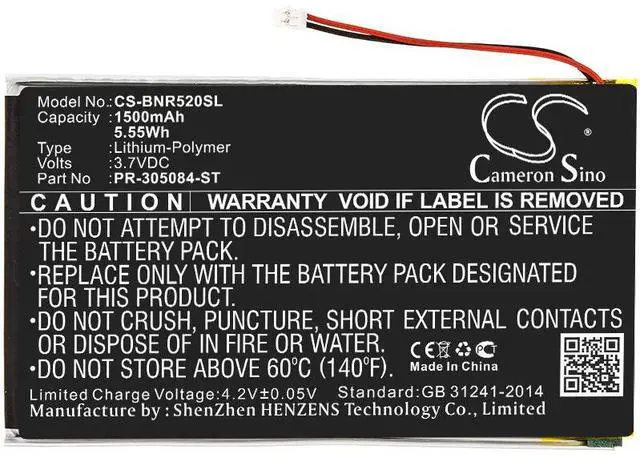 Model No.: CS-BNR520SL
Capacity : 1500mAh
5.55Wh
Type : Lithium-Polymer
Volts : 3.7VDC
P/N : PR-305084-ST
CS
Cameron Sino
CAUTION WARRANTY VOID IF LABEL IS REMOVED
•DO NOT ATTEMPT TO DISASSEMBLE, OPEN OR SERVICE
THE BATTERY PACK.
•REPLACE ONLY WITH THE BATTERY PACK DESIGNATED
FOR THIS PRODUCT.
•DO NOT CRUSH, PUNCTURE, SHORT EXTERNAL CONTACTS
OR DISPOSE OF IN FIRE OR WATER.
•DO NOT STORE ABOVE 60°C (140°F).
CE
Made In China
Limited Charge Voltage:4.2V±0.05V Standard:GB 31241-2014
Manufacturer : ShenZhen HENZENS Technology Co., Limited